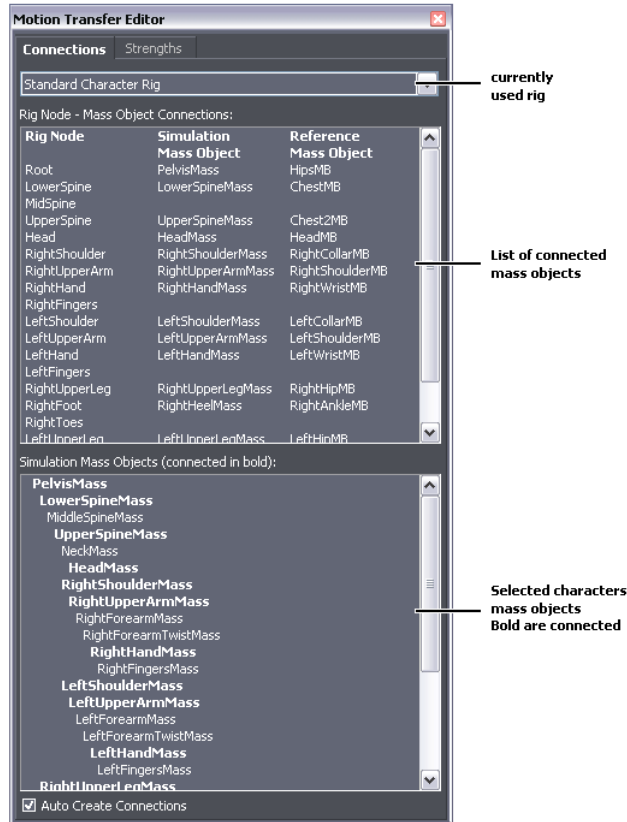 Motion Transfer Editor
Connections Strengths
Standard Character Rig
currently
used rig
Rig Node - Mass Object Connections:
Rig Node Simulation Reference
Mass Object Mass Object
Root PelvisMass HipsMB
LowerSpine LowerSpineMass ChestMB
MidSpine
UpperSpine UpperSpineMass Chest2MB
Head HeadMass HeadMB
RightShoulder RightShoulderMass RightCollarMB
RightUpperArm RightUpperArmMass RightShoulderMB
RightHand RightHandMass RightWristMB
RightFingers
LeftShoulder LeftShoulderMass LeftCollarMB
LeftUpperArm LeftUpperArmMass LeftShoulderMB
LeftHand LeftHandMass LeftWristMB
LeftFingers
RightUpperLeg RightUpperLegMass RightHipMB
RightFoot RightHeelMass RightAnkleMB
RightToes
LeftUpperLeg LeftUpperLegMass LeftHipMB
List of connected
mass objects
Simulation Mass Objects (connected in bold):
PelvisMass
LowerSpineMass
MiddleSpineMass
UpperSpineMass
NeckMass
HeadMass
RightShoulderMass
RightUpperArmMass
RightForearmMass
RightForearmTwistMass
RightHandMass
RightFingersMass
LeftShoulderMass
LeftUpperArmMass
LeftForearmMass
LeftForearmTwistMass
LeftHandMass
LeftFingersMass
RightUpperLegMass
Selected characters
mass objects
Bold are connected
Auto Create Connections